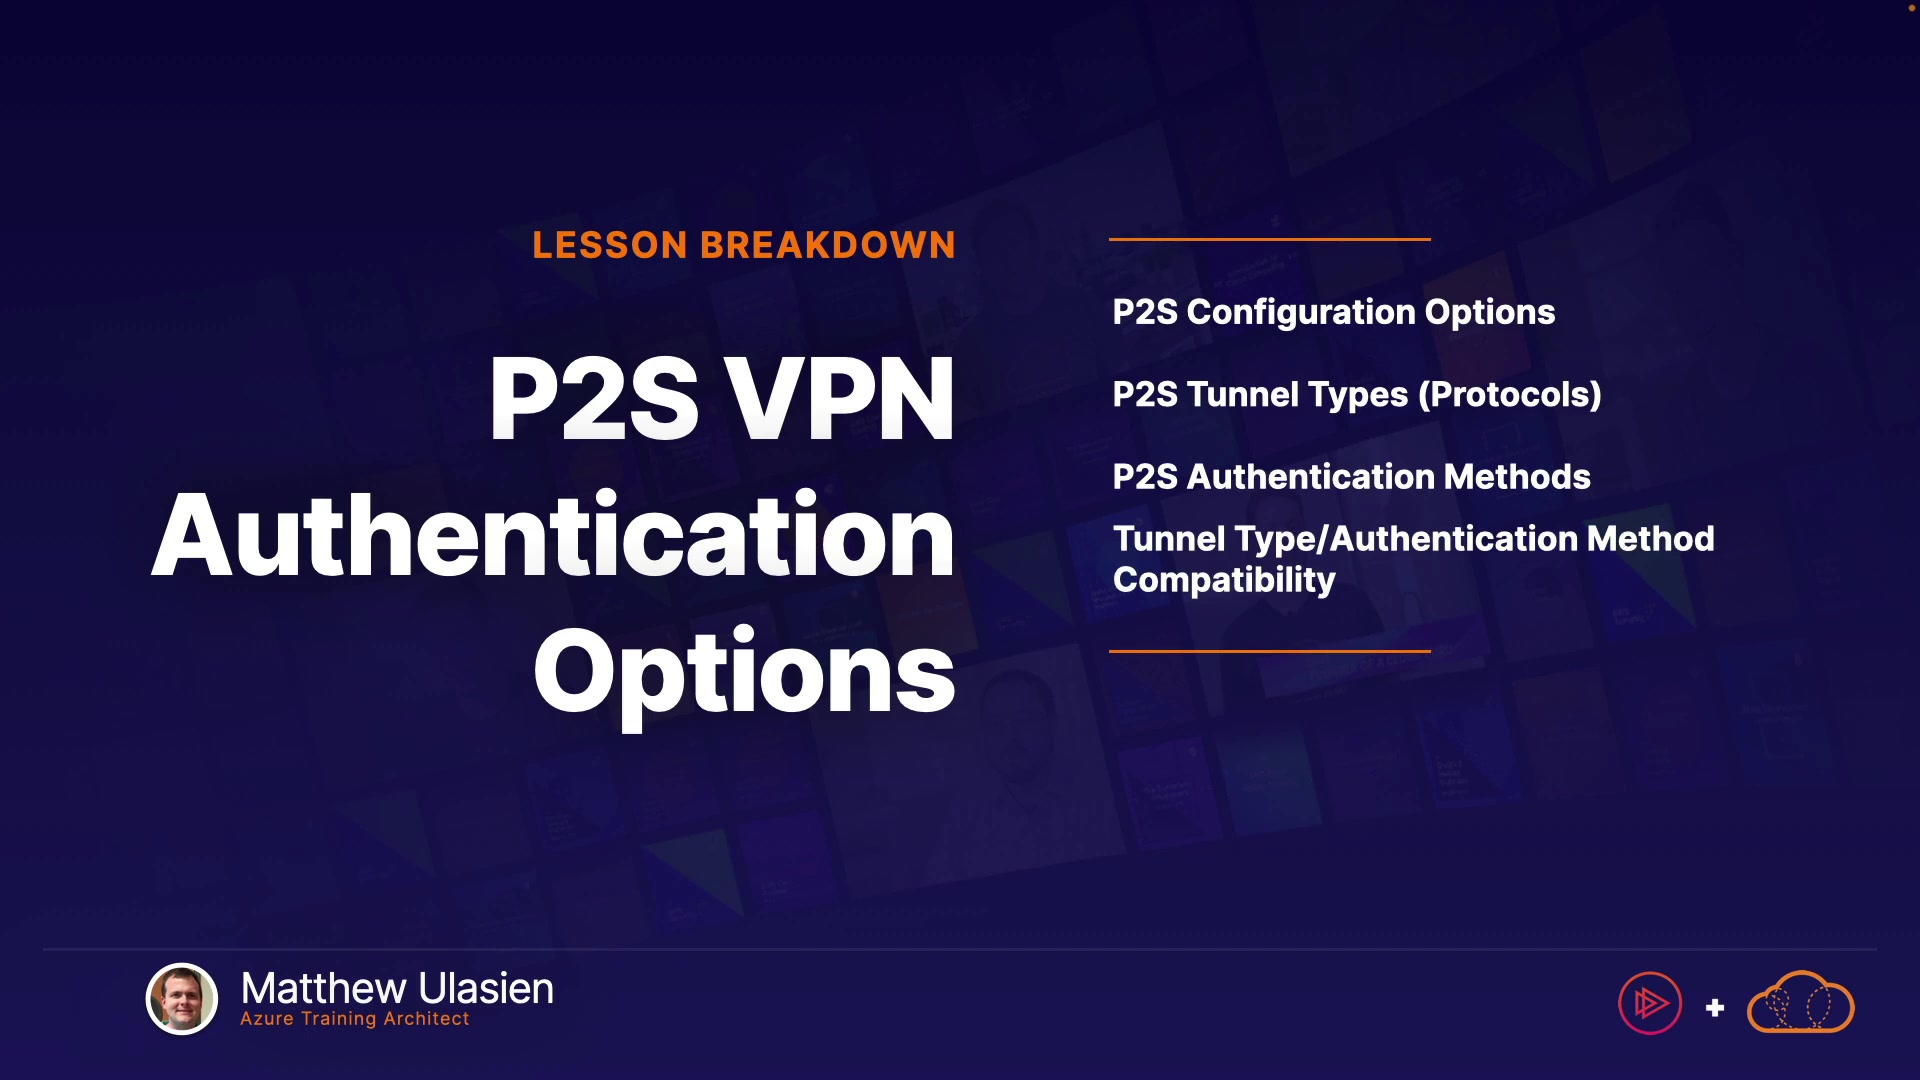 LESSON BREAKDOWN
P2S VPN
Authentication
Options
P2S Configuration Options
P2S Tunnel Types (Protocols)
P2S Authentication Methods
Tunnel Type/Authentication Method
Compatibility
Matthew Ulasien
Azure Training Architect